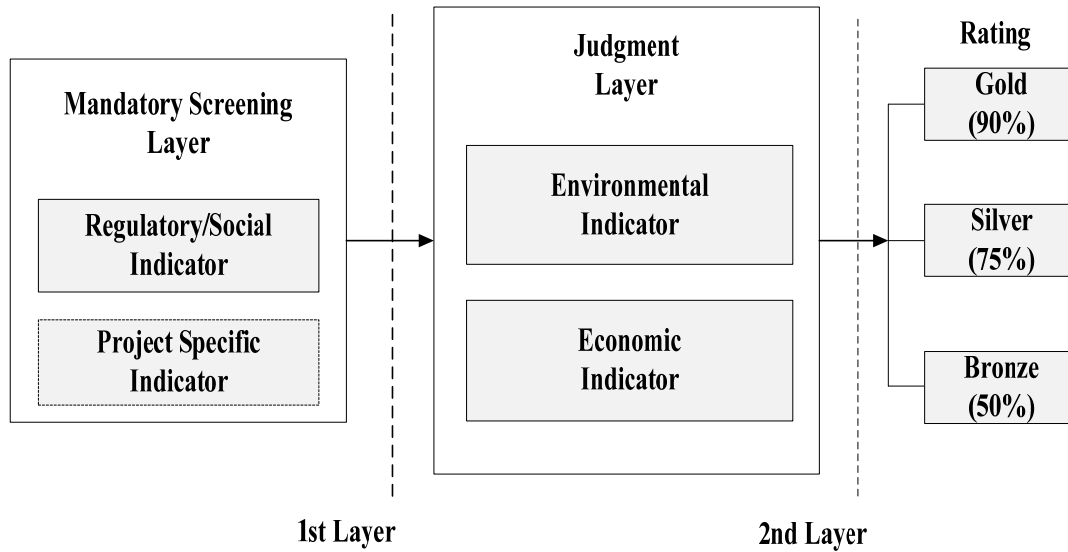 Mandatory Screening
Layer
Regulatory/Social
Indicator
Project Specific
Indicator
1st Layer
Judgment
Layer
Environmental
Indicator
Economic
Indicator
2nd Layer
Rating
Gold
(90%)
Silver
(75%)
Bronze
(50%)